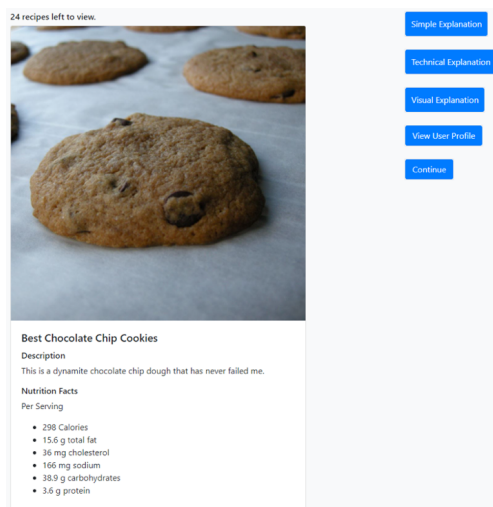 24 recipes left to view.
Simple Explanation
Technical Explanation
Visual Explanation
View User Profile
Continue
Best Chocolate Chip Cookies
Description
This is a dynamite chocolate chip dough that has never failed me.
Nutrition Facts
Per Serving
298 Calories
15.6 g total fat
36 mg cholesterol
166 mg sodium
38.9 g carbohydrates
3.6 g protein